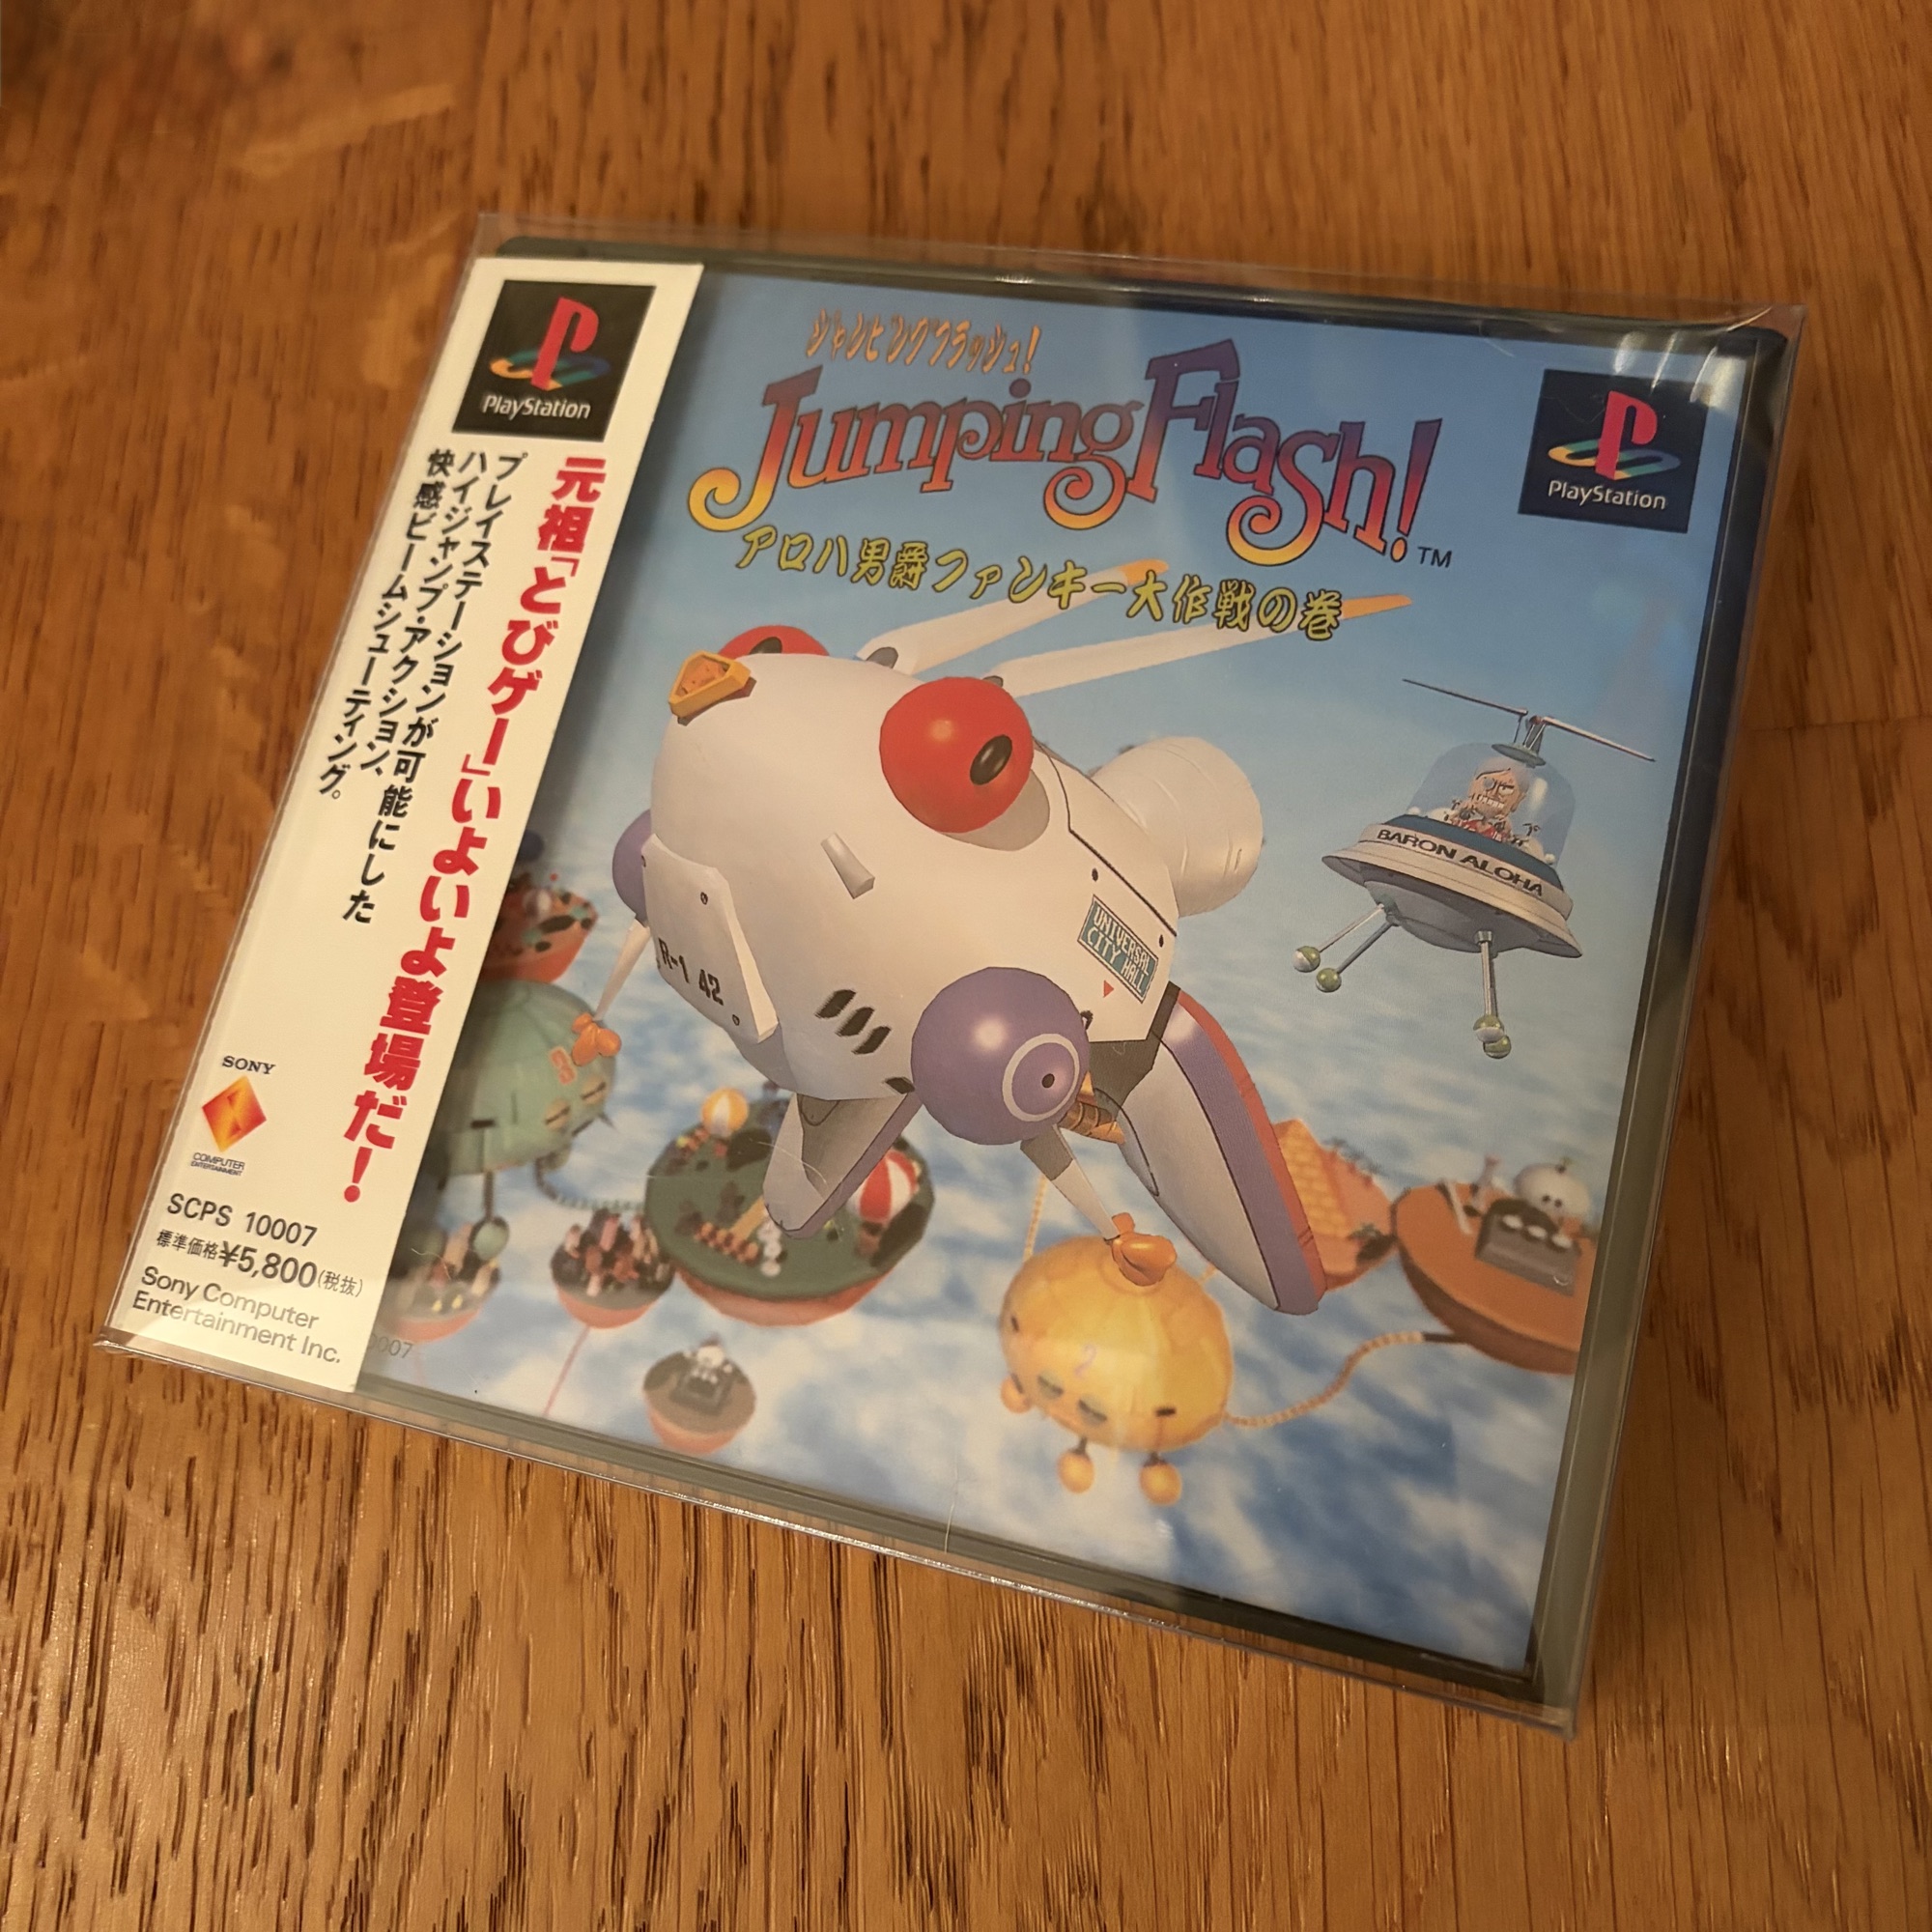 PlayStation
元祖「とびゲー」いよいよ登場だ!
プレイステーションが可能にした
ハイジャンプ・アクション、
快感ビームシューティング。
SONY
COMPUTER
ENTERTAINMENT
SCPS 10007
標準価格¥5,800(税抜)
Sony Computer
Entertainment Inc.
ジャンピングフラッシュ!
Jumping Flash!™
アロハ男爵ファンキー大作戦の巻
PlayStation
BARON ALOHA
UNIVERSAL
CITY HALL
R-1 42
3
2
0007